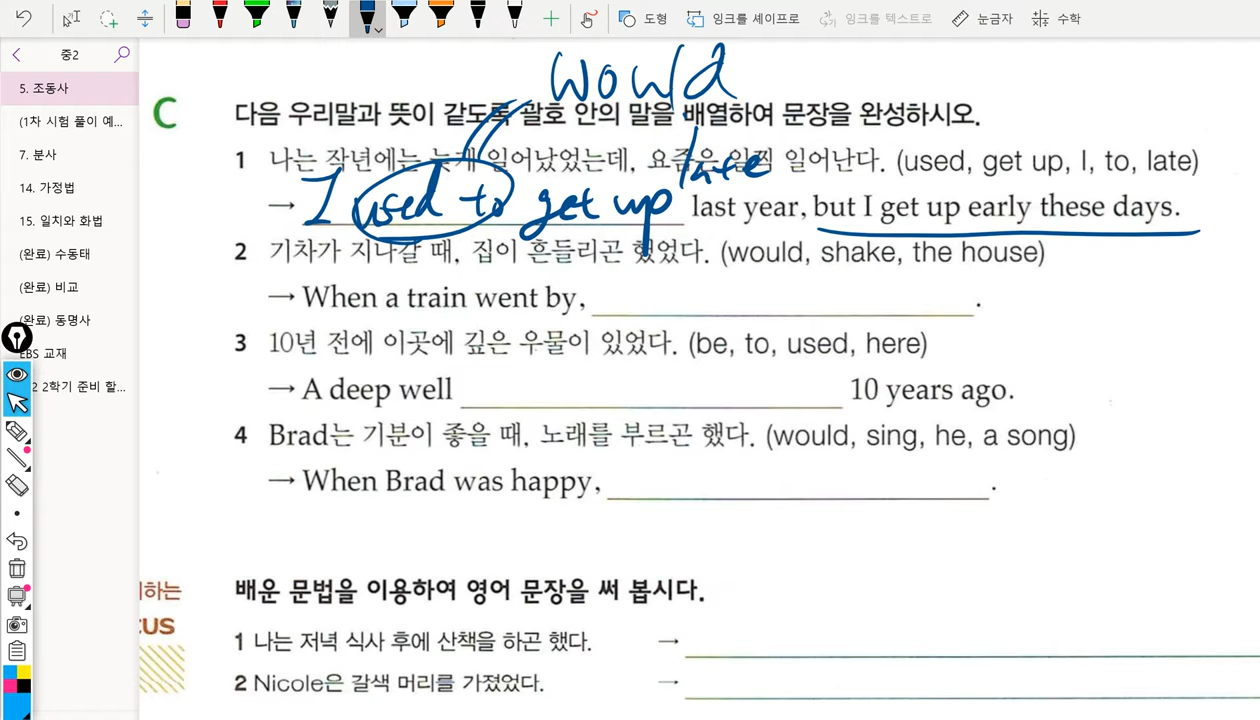 도형
잉크를 셰이프로
잉크를 텍스트로
눈금자
수학
중2
5. 조동사
(1차 시험 풀이 예...
7. 분사
14. 가정법
15. 일치와 화법
(완료) 수동태
(완료) 비교
(완료) 동명사
EBS 교재
2 2학기 준비 할...
would
C 다음 우리말과 뜻이 같도록 괄호 안의 말을 배열하여 문장을 완성하시오.
1 나는 작년에는 늦게 일어났었는데, 요즘은 일찍 일어난다. (used, get up, I, to, late)
late
→ I used to get up last year, but I get up early these days.
2 기차가 지나갈 때, 집이 흔들리곤 했었다. (would, shake, the house)
→ When a train went by, .
3 10년 전에 이곳에 깊은 우물이 있었다. (be, to, used, here)
→ A deep well 10 years ago.
4 Brad는 기분이 좋을 때, 노래를 부르곤 했다. (would, sing, he, a song)
→ When Brad was happy, .
하는
cus
배운 문법을 이용하여 영어 문장을 써 봅시다.
1 나는 저녁 식사 후에 산책을 하곤 했다. →
2 Nicole은 갈색 머리를 가졌었다. →